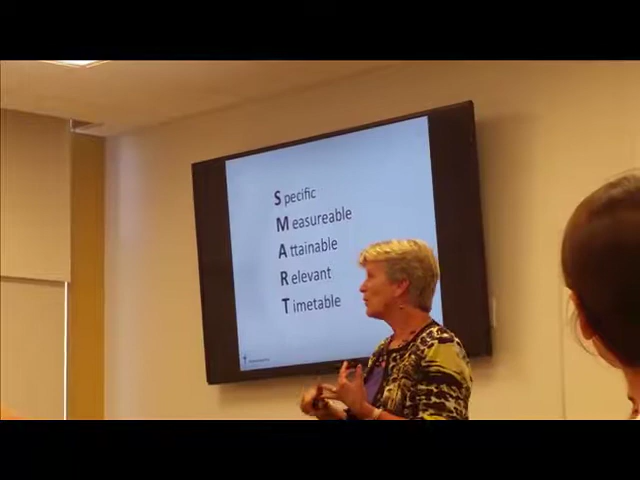 Specific
Measureable
Attainable
Relevant
Timetable